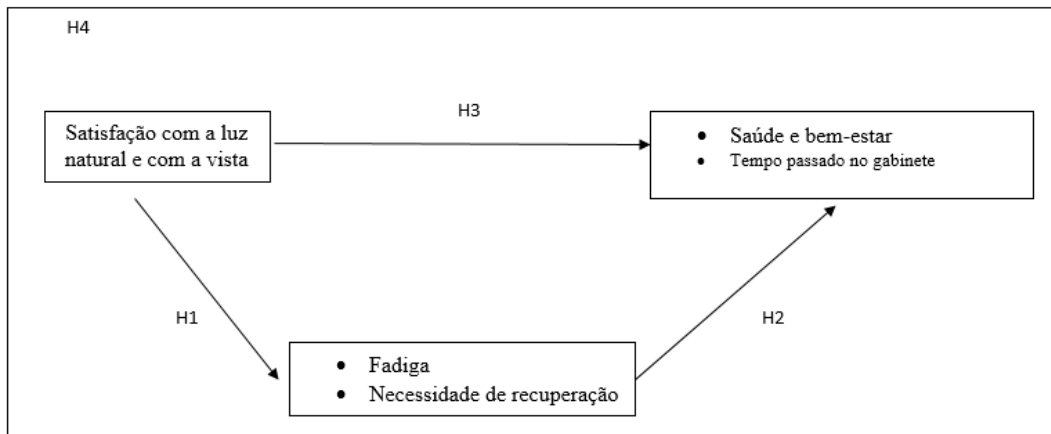 H4
H3
Satisfação com a luz
natural e com a vista
• Saúde e bem-estar
• Tempo passado no gabinete
H1
H2
• Fadiga
• Necessidade de recuperação